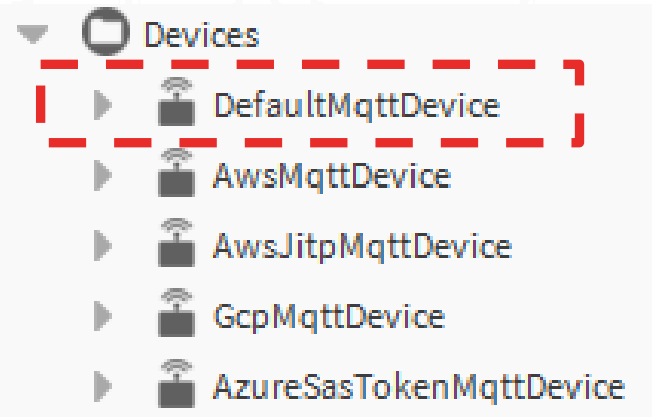 Devices
DefaultMqttDevice
AwsMqttDevice
AwsJitpMqttDevice
GcpMqttDevice
AzureSasTokenMqttDevice